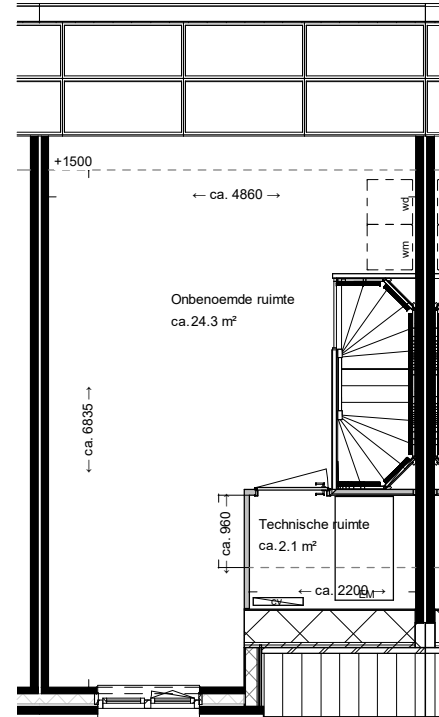 +1500
← ca. 4860 →
wd
wm
Onbenoemde ruimte
ca.24.3 m²
← ca. 6835 →
← ca. 960 →
Technische ruimte
ca.2.1 m²
← ca. 2200 →
EM
cv